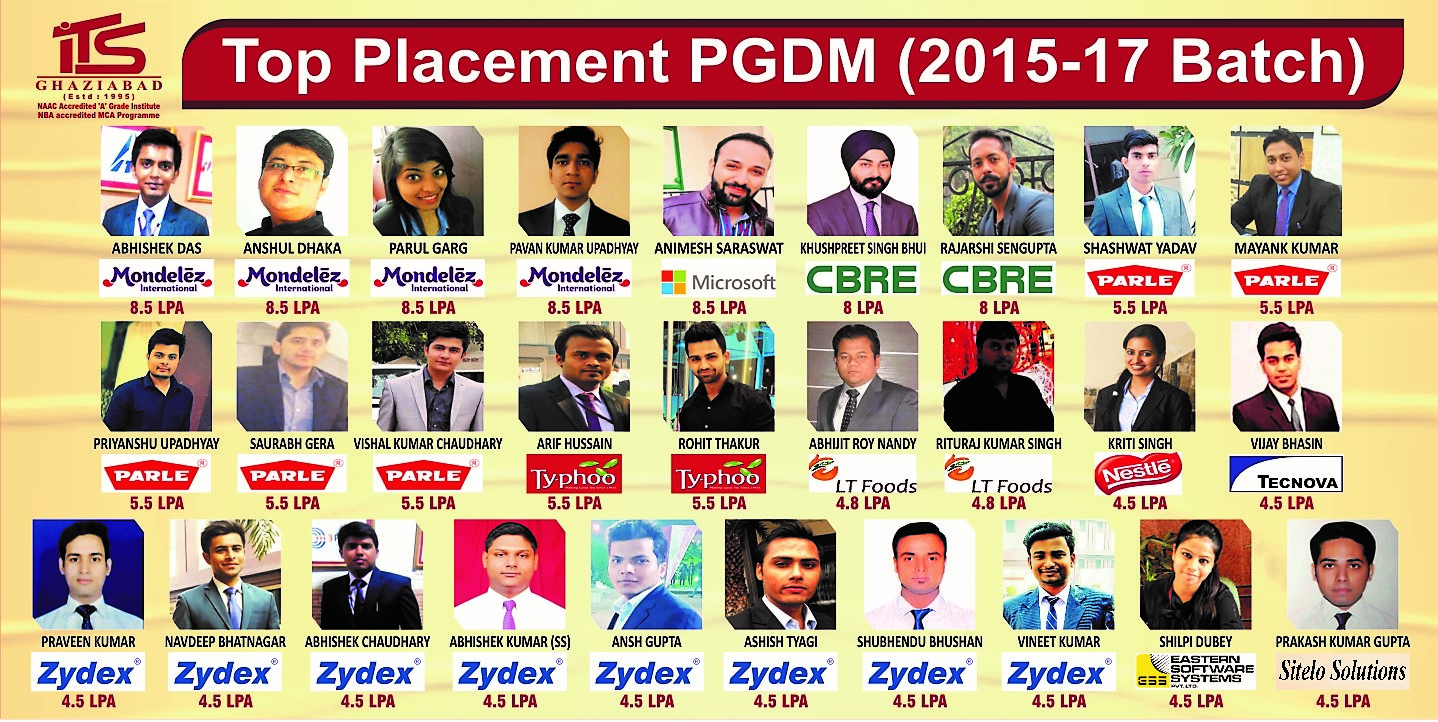 iTS
GHAZIABAD
(Estd : 1995)
NAAC Accredited 'A' Grade Institute
NBA accredited MCA Programme
Top Placement PGDM (2015-17 Batch)
ABHISHEK DAS ANSHUL DHAKA PARUL GARG PAVAN KUMAR UPADHYAY ANIMESH SARASWAT KHUSHPREET SINGH BHUI RAJARSHI SENGUPTA SHASHWAT YADAV MAYANK KUMAR
Mondelēz International Mondelēz International Mondelēz International Mondelēz International Microsoft CBRE CBRE PARLE® PARLE®
8.5 LPA 8.5 LPA 8.5 LPA 8.5 LPA 8.5 LPA 8 LPA 8 LPA 5.5 LPA 5.5 LPA
PRIYANSHU UPADHYAY SAURABH GERA VISHAL KUMAR CHAUDHARY ARIF HUSSAIN ROHIT THAKUR ABHIJIT ROY NANDY RITURAJ KUMAR SINGH KRITI SINGH VIJAY BHASIN
PARLE® PARLE® PARLE® Ty-phoo Ty-phoo LT Foods LT Foods Nestlē TECNOVA
5.5 LPA 5.5 LPA 5.5 LPA 5.5 LPA 5.5 LPA 4.8 LPA 4.8 LPA 4.5 LPA 4.5 LPA
PRAVEEN KUMAR NAVDEEP BHATNAGAR ABHISHEK CHAUDHARY ABHISHEK KUMAR (SS) ANSH GUPTA ASHISH TYAGI SHUBHENDU BHUSHAN VINEET KUMAR SHILPI DUBEY PRAKASH KUMAR GUPTA
Zydex® Zydex® Zydex® Zydex® Zydex® Zydex® Zydex® Zydex® ESS EASTERN SOFTWARE SYSTEMS PVT. LTD. Sitelo Solutions
4.5 LPA 4.5 LPA 4.5 LPA 4.5 LPA 4.5 LPA 4.5 LPA 4.5 LPA 4.5 LPA 4.5 LPA 4.5 LPA